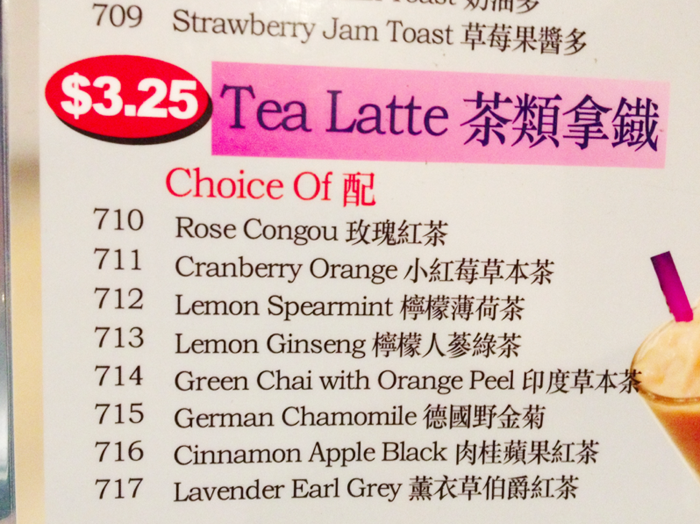 Toast 奶油多
709 Strawberry Jam Toast 草莓果醬多
$3.25 Tea Latte 茶類拿鐵
Choice Of 配
710 Rose Congou 玫瑰紅茶
711 Cranberry Orange 小紅莓草本茶
712 Lemon Spearmint 檸檬薄荷茶
713 Lemon Ginseng 檸檬人蔘綠茶
714 Green Chai with Orange Peel 印度草本茶
715 German Chamomile 德國野金菊
716 Cinnamon Apple Black 肉桂蘋果紅茶
717 Lavender Earl Grey 薰衣草伯爵紅茶